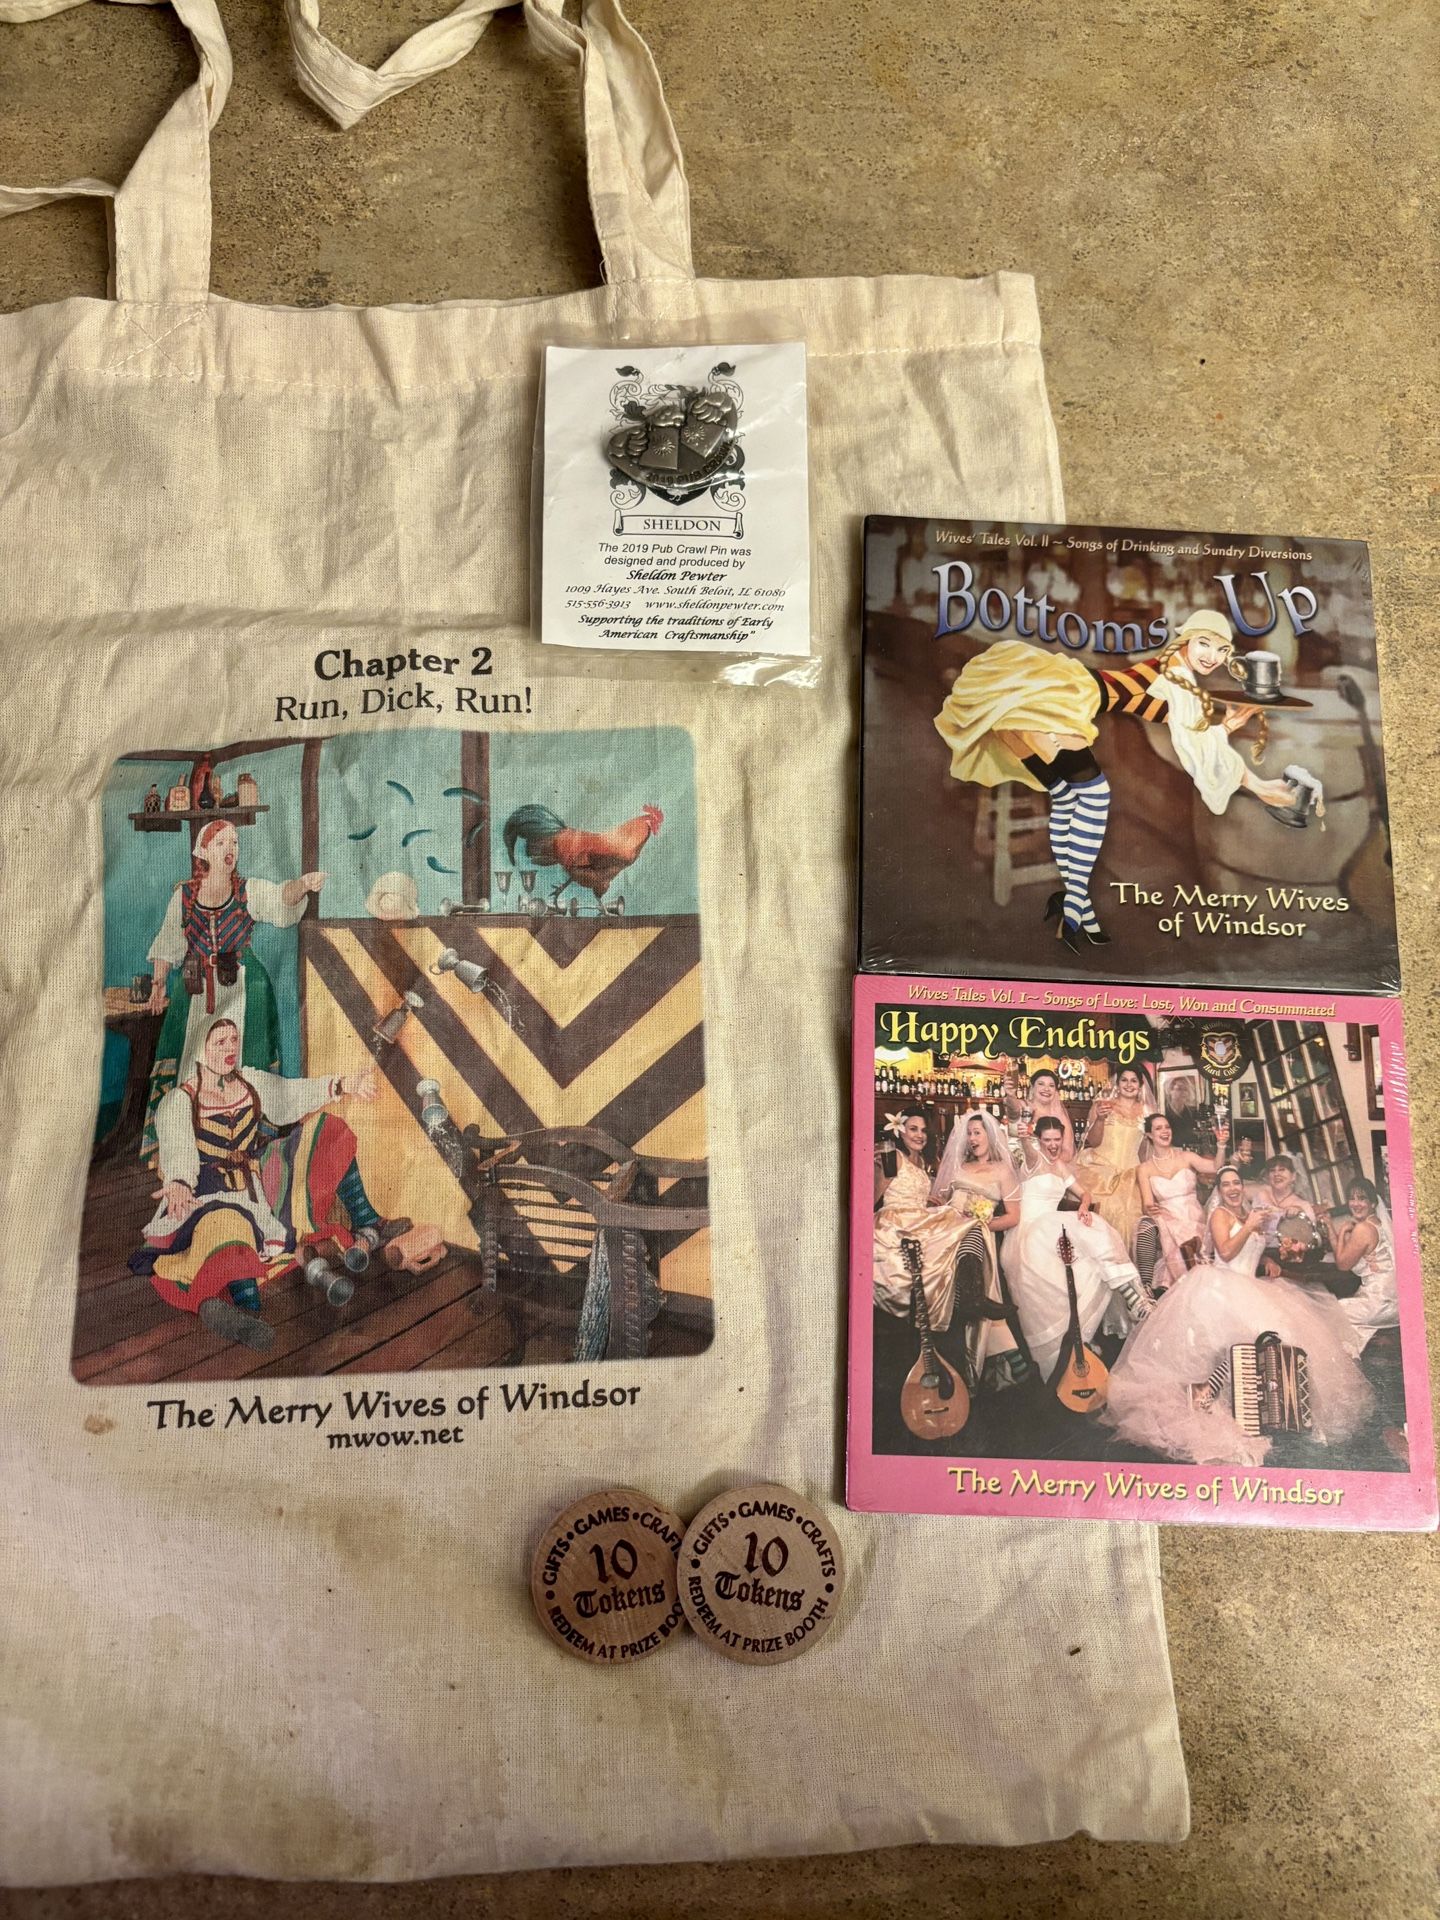 2019 PUB CRAWL
SHELDON
The 2019 Pub Crawl Pin was
designed and produced by
Sheldon Pewter
1009 Hayes Ave. South Beloit, IL 61080
515-556-3913 www.sheldonpewter.com
Supporting the traditions of Early
American Craftsmanship"
Chapter 2
Run, Dick, Run!
The Merry Wives of Windsor
mwow.net
Wives' Tales Vol. II ~ Songs of Drinking and Sundry Diversions
Bottoms Up
The Merry Wives
of Windsor
Wives Tales Vol. I ~ Songs of Love: Lost, Won and Consummated
Happy Endings
Hard Cider
The Merry Wives of Windsor
GIFTS • GAMES • CRAFTS
10
Tokens
• REDEEM AT PRIZE BOOTH
• GIFTS • GAMES • CRAFTS •
10
Tokens
REDEEM AT PRIZE BOOTH